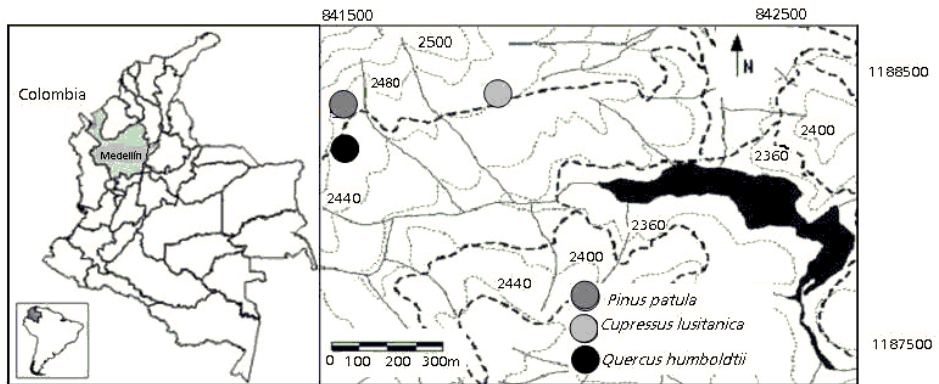 841500
842500
2500
N
1188500
2480
Colombia
2400
2360
Medellín
2440
2360
2400
2440
Pinus patula
Cupressus lusitanica
Quercus humboldtii
0 100 200 300m
1187500